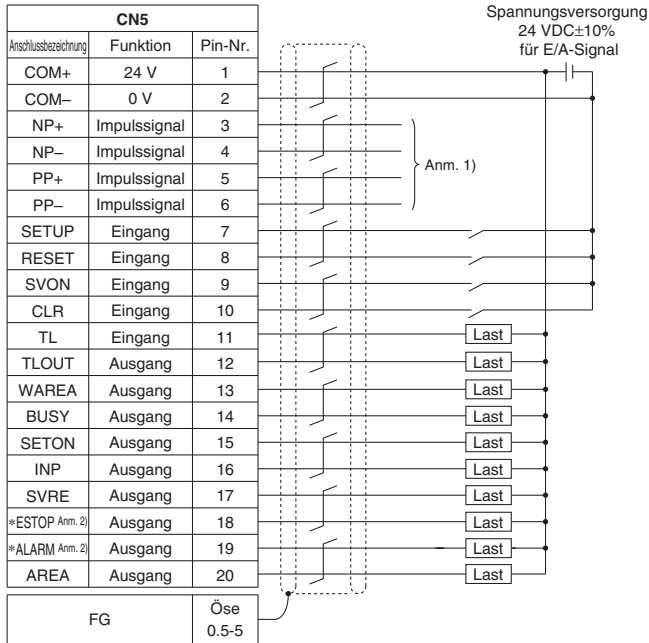 Spannungsversorgung
24 VDC±10%
für E/A-Signal
CN5
Anschlussbezeichnung Funktion Pin-Nr.
COM+ 24 V 1
COM– 0 V 2
NP+ Impulssignal 3
NP– Impulssignal 4
PP+ Impulssignal 5
PP– Impulssignal 6
Anm. 1)
SETUP Eingang 7
RESET Eingang 8
SVON Eingang 9
CLR Eingang 10
TL Eingang 11 Last
TLOUT Ausgang 12 Last
WAREA Ausgang 13 Last
BUSY Ausgang 14 Last
SETON Ausgang 15 Last
INP Ausgang 16 Last
SVRE Ausgang 17 Last
*ESTOP Anm. 2) Ausgang 18 Last
*ALARM Anm. 2) Ausgang 19 Last
AREA Ausgang 20 Last
FG Öse
0.5-5